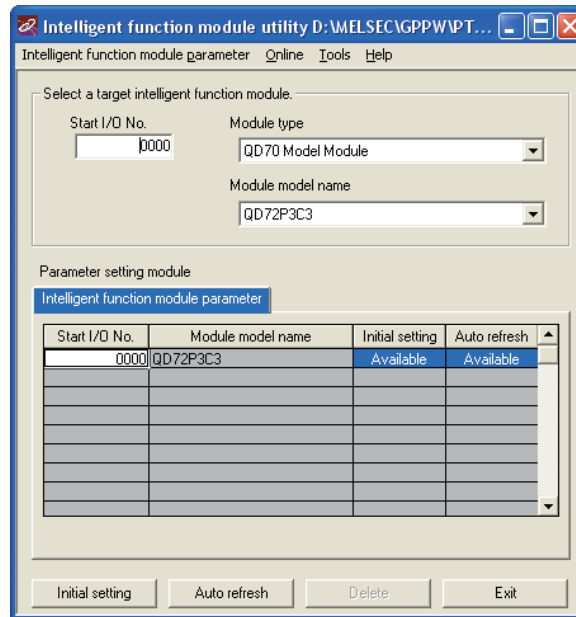 Intelligent function module utility D:\MELSEC\GPPW\PT...
Intelligent function module parameter Online Tools Help
Select a target intelligent function module.
Start I/O No. Module type
0000 QD70 Model Module
Module model name
QD72P3C3
Parameter setting module
Intelligent function module parameter
Start I/O No. Module model name Initial setting Auto refresh
0000 QD72P3C3 Available Available
Initial setting Auto refresh Delete Exit